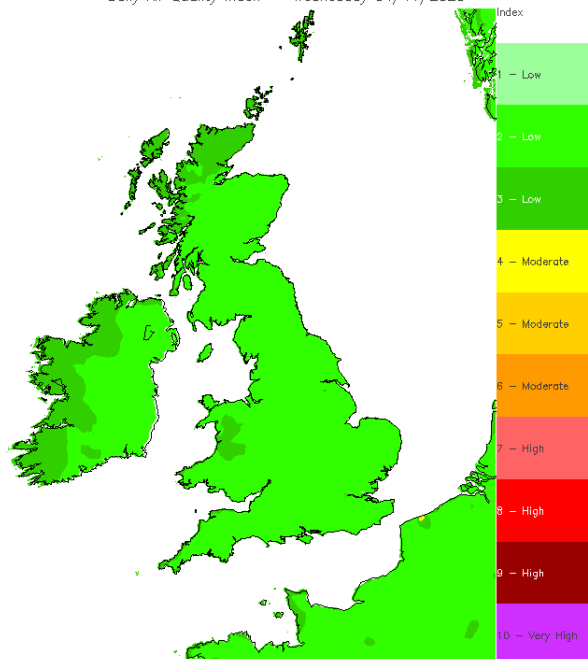 Index
1 - Low
2 - Low
3 - Low
4 - Moderate
5 - Moderate
6 - Moderate
7 - High
8 - High
9 - High
10 - Very High